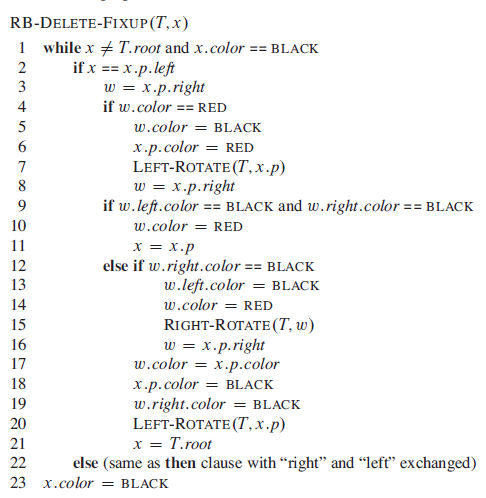 RB-DELETE-FIXUP(T, x)
1 while x ≠ T.root and x.color == BLACK
2 if x == x.p.left
3 w = x.p.right
4 if w.color == RED
5 w.color = BLACK
6 x.p.color = RED
7 LEFT-ROTATE(T, x.p)
8 w = x.p.right
9 if w.left.color == BLACK and w.right.color == BLACK
10 w.color = RED
11 x = x.p
12 else if w.right.color == BLACK
13 w.left.color = BLACK
14 w.color = RED
15 RIGHT-ROTATE(T, w)
16 w = x.p.right
17 w.color = x.p.color
18 x.p.color = BLACK
19 w.right.color = BLACK
20 LEFT-ROTATE(T, x.p)
21 x = T.root
22 else (same as then clause with “right” and “left” exchanged)
23 x.color = BLACK